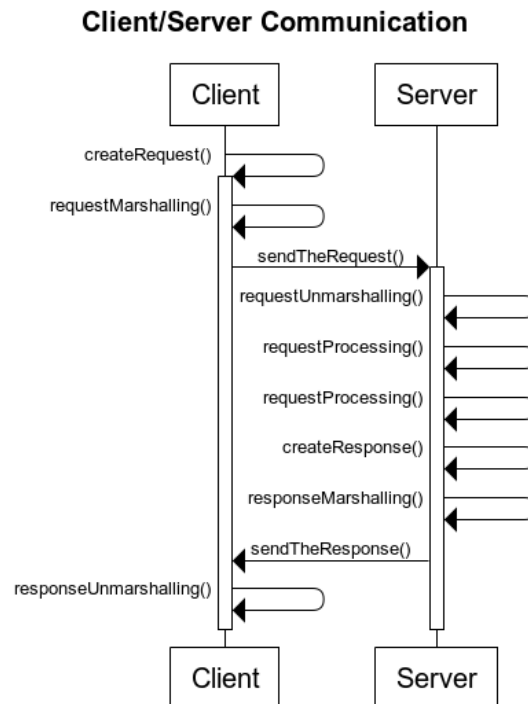 Client/Server Communication
Client
Server
createRequest()
requestMarshalling()
sendTheRequest()
requestUnmarshalling()
requestProcessing()
requestProcessing()
createResponse()
responseMarshalling()
sendTheResponse()
responseUnmarshalling()
Client
Server